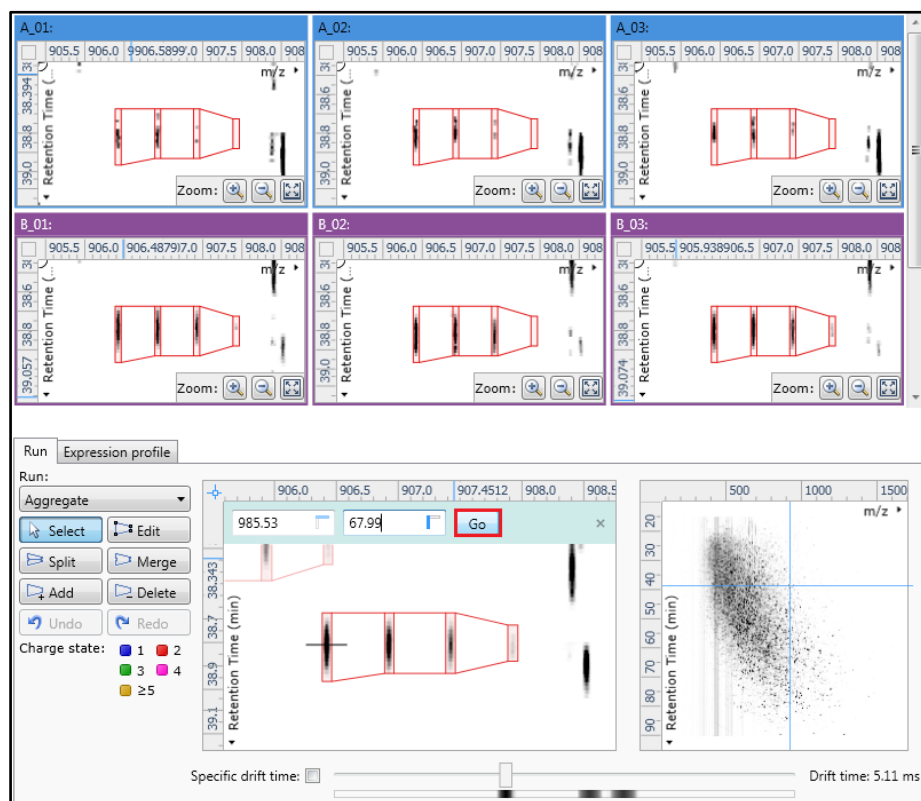 A_01:
A_02:
A_03:
905.5 906.0 9906.5899'0 907.5 908.0 908
905.5 906.0 906.5 907.0 907.5 908.0 908
905.5 906.0 906.5 907.0 907.5 908.0 908
m/z
m/z
m/z
38.394 38.8 39.0
Retention Time (...
38.6 38.8 39.0
Retention Time (...
38.6 38.8 39.0
Retention Time (...
Zoom:
Zoom:
Zoom:
B_01:
B_02:
B_03:
905.5 906.0 906.4879)7.0 907.5 908.0 908
905.5 906.0 906.5 907.0 907.5 908.0 908
905.5 905.938906.5 907.0 907.5 908.0 908
m/z
m/z
m/z
38.6 38.8 39.057
Retention Time (...
38.6 38.8 39.0
Retention Time (...
38.6 38.8 39.074
Retention Time (...
Zoom:
Zoom:
Zoom:
Run Expression profile
Run:
Aggregate
Select Edit
Split Merge
Add Delete
Undo Redo
Charge state: 1 2
3 4
≥5
906.0 906.5 907.0 907.4512 908.0 908.5
985.53 67.99 Go ×
38.343 38.7 38.9 39.1
Retention Time (min)
500 1000 1500
m/z
20 30 40 50 60 70 80 90
Retention Time (min)
Specific drift time:
Drift time: 5.11 ms